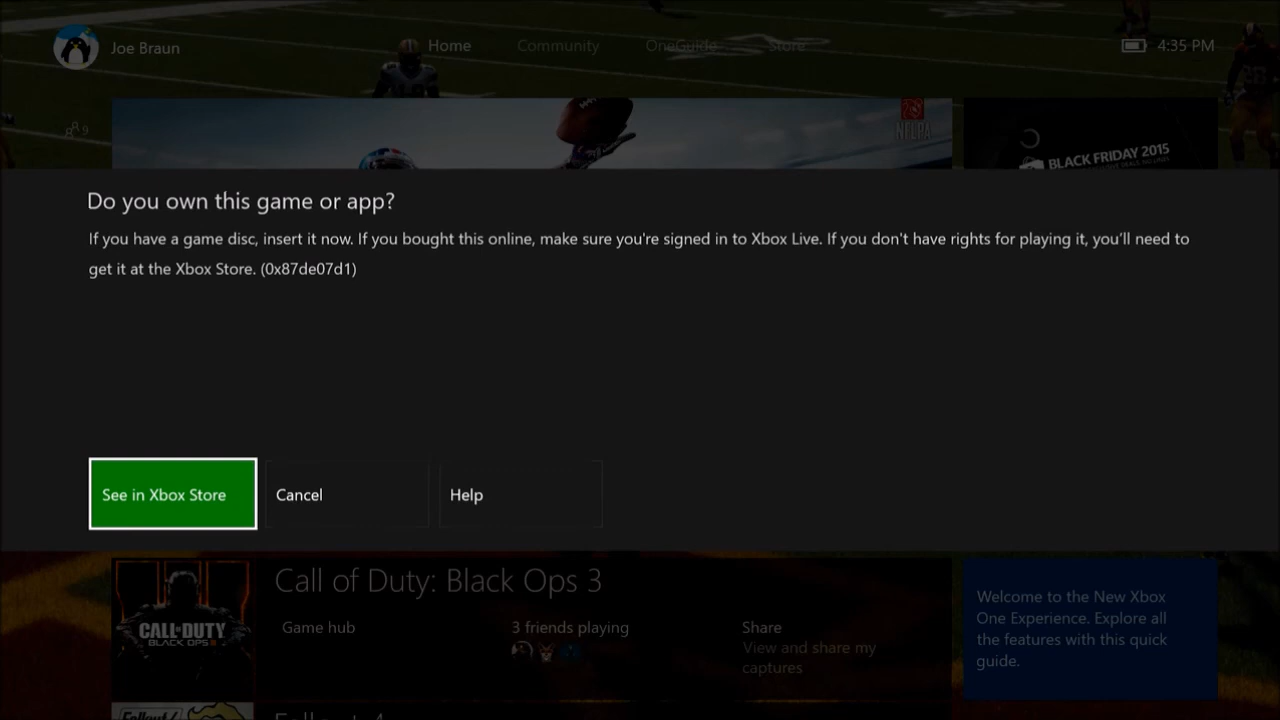 Joe Braun
Home
Community
OneGuide
Store
4:35 PM
9
NFLPA
BLACK FRIDAY 2015
Do you own this game or app?
If you have a game disc, insert it now. If you bought this online, make sure you're signed in to Xbox Live. If you don't have rights for playing it, you'll need to
get it at the Xbox Store. (0x87de07d1)
See in Xbox Store
Cancel
Help
CALL OF DUTY
BLACK OPS III
Call of Duty: Black Ops 3
Game hub
3 friends playing
Share
View and share my
captures
Welcome to the New Xbox
One Experience. Explore all
the features with this quick
guide.
Fallout 4